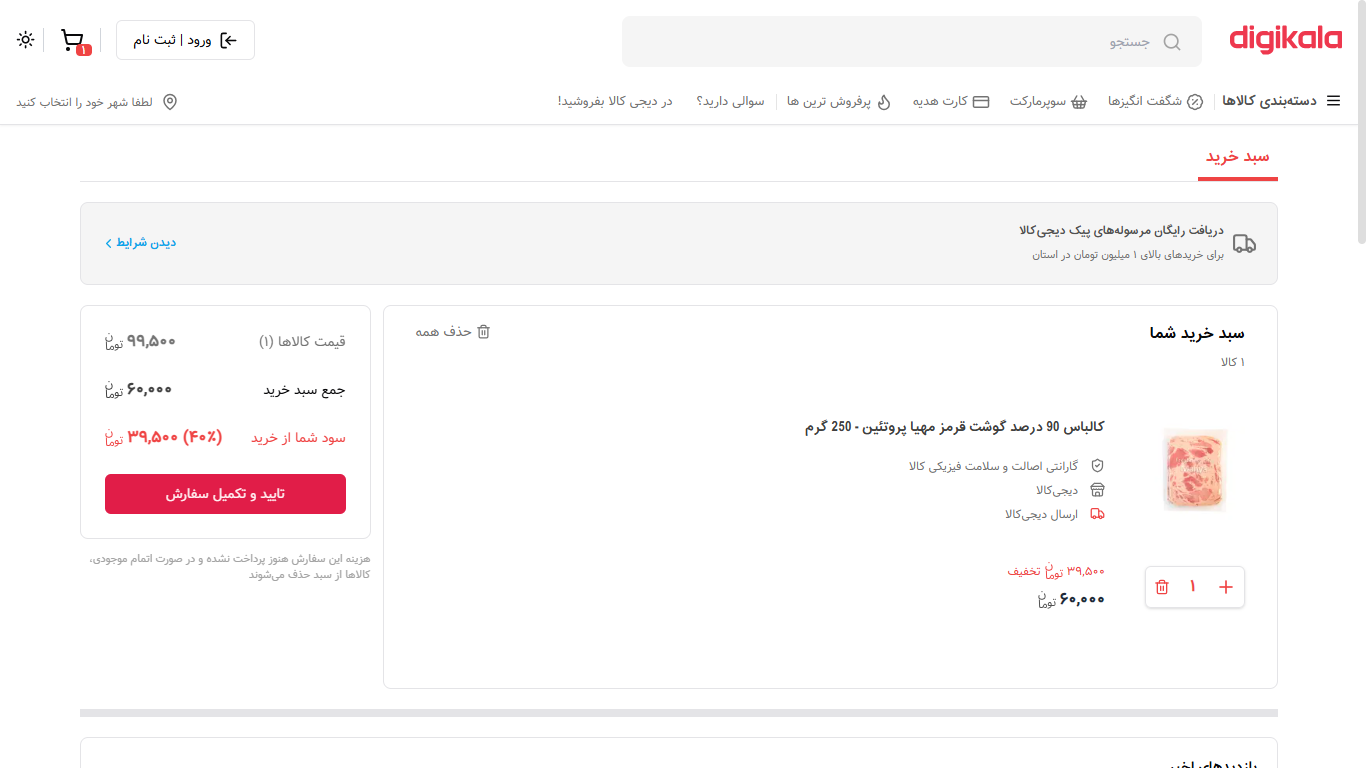 digikala
جستجو
ورود | ثبت نام
۱
دسته‌بندی کالاها
شگفت انگیزها
سوپرمارکت
کارت هدیه
پرفروش ترین ها
سوالی دارید؟
در دیجی کالا بفروشید!
لطفا شهر خود را انتخاب کنید
سبد خرید
دریافت رایگان مرسوله‌های پیک دیجی‌کالا
برای خریدهای بالای ۱ میلیون تومان در استان
دیدن شرایط
سبد خرید شما
حذف همه
۱ کالا
کالباس 90 درصد گوشت قرمز مهیا پروتئین - 250 گرم
گارانتی اصالت و سلامت فیزیکی کالا
دیجی‌کالا
ارسال دیجی‌کالا
۳۹,۵۰۰ تومان تخفیف
۶۰,۰۰۰ تومان
۱
قیمت کالاها (۱) ۹۹,۵۰۰ تومان
جمع سبد خرید ۶۰,۰۰۰ تومان
سود شما از خرید (۴۰٪) ۳۹,۵۰۰ تومان
تایید و تکمیل سفارش
هزینه این سفارش هنوز پرداخت نشده‌ و در صورت اتمام موجودی،
کالاها از سبد حذف می‌شوند
بازدیدهای اخیر